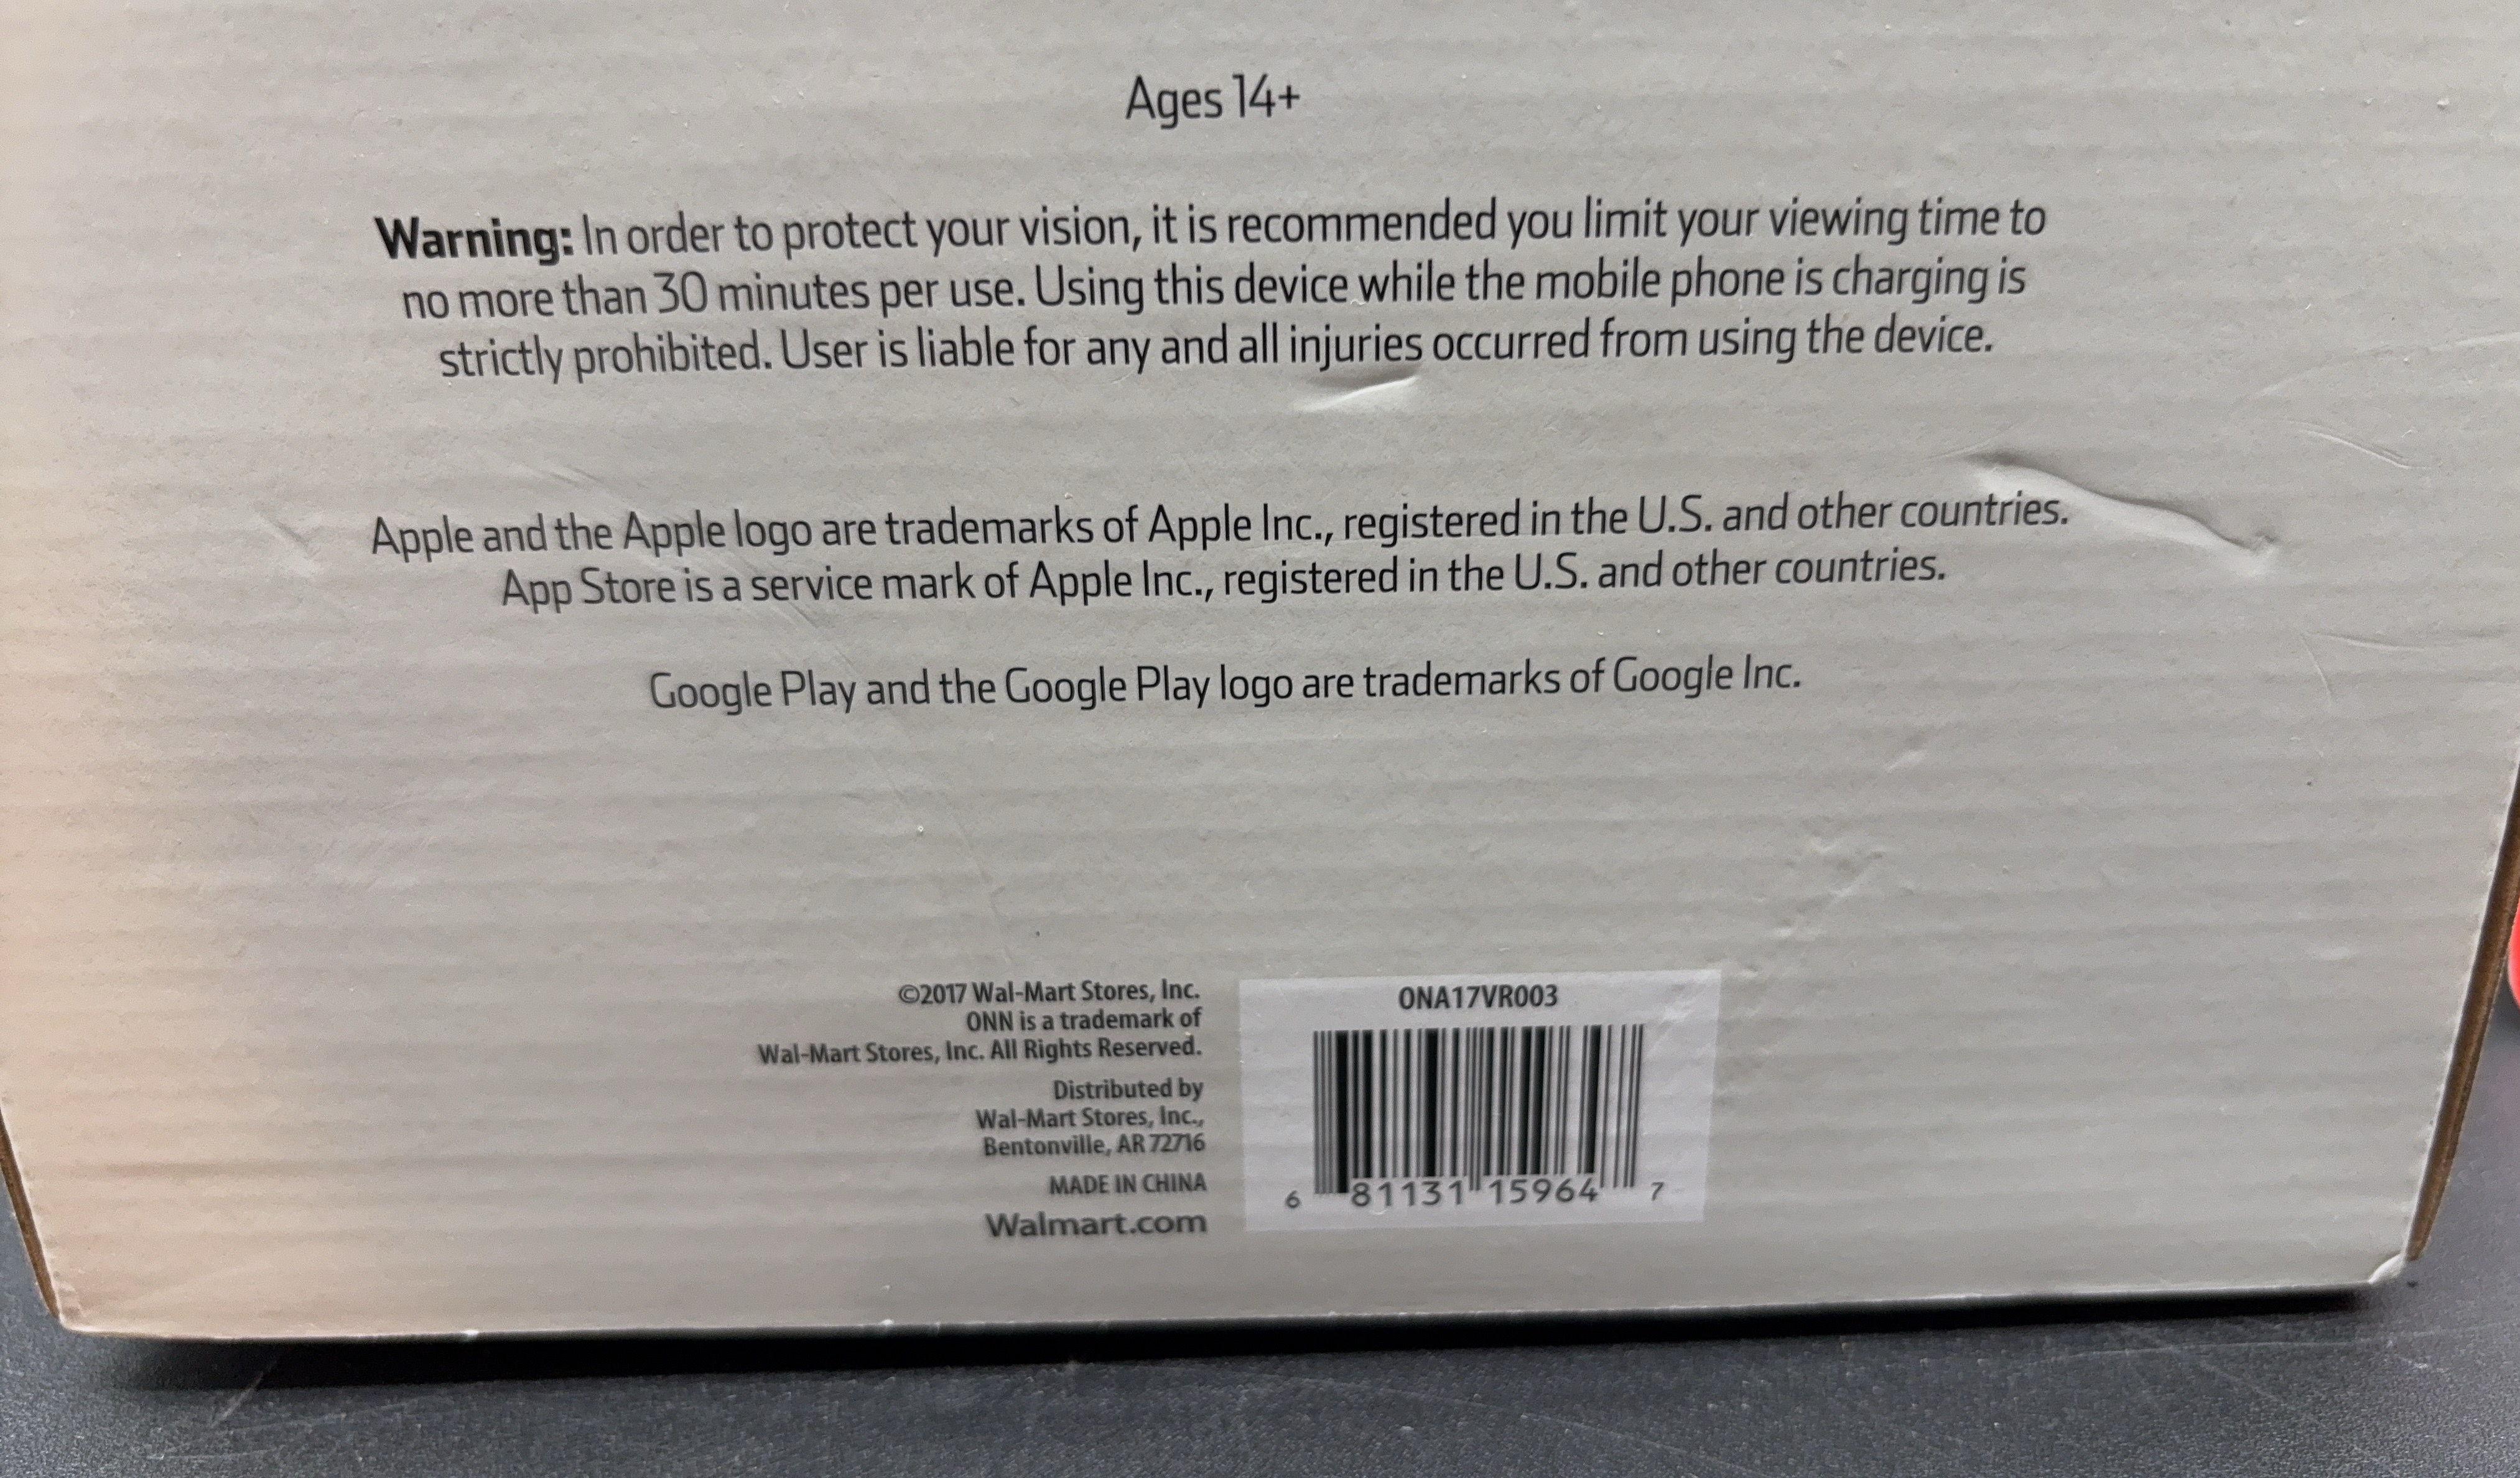 Ages 14+
Warning: In order to protect your vision, it is recommended you limit your viewing time to
no more than 30 minutes per use. Using this device while the mobile phone is charging is
strictly prohibited. User is liable for any and all injuries occurred from using the device.
Apple and the Apple logo are trademarks of Apple Inc., registered in the U.S. and other countries.
App Store is a service mark of Apple Inc., registered in the U.S. and other countries.
Google Play and the Google Play logo are trademarks of Google Inc.
©2017 Wal-Mart Stores, Inc.
ONN is a trademark of
Wal-Mart Stores, Inc. All Rights Reserved.
Distributed by
Wal-Mart Stores, Inc.,
Bentonville, AR 72716
MADE IN CHINA
Walmart.com
ONA17VR003
6 81131 15964 7